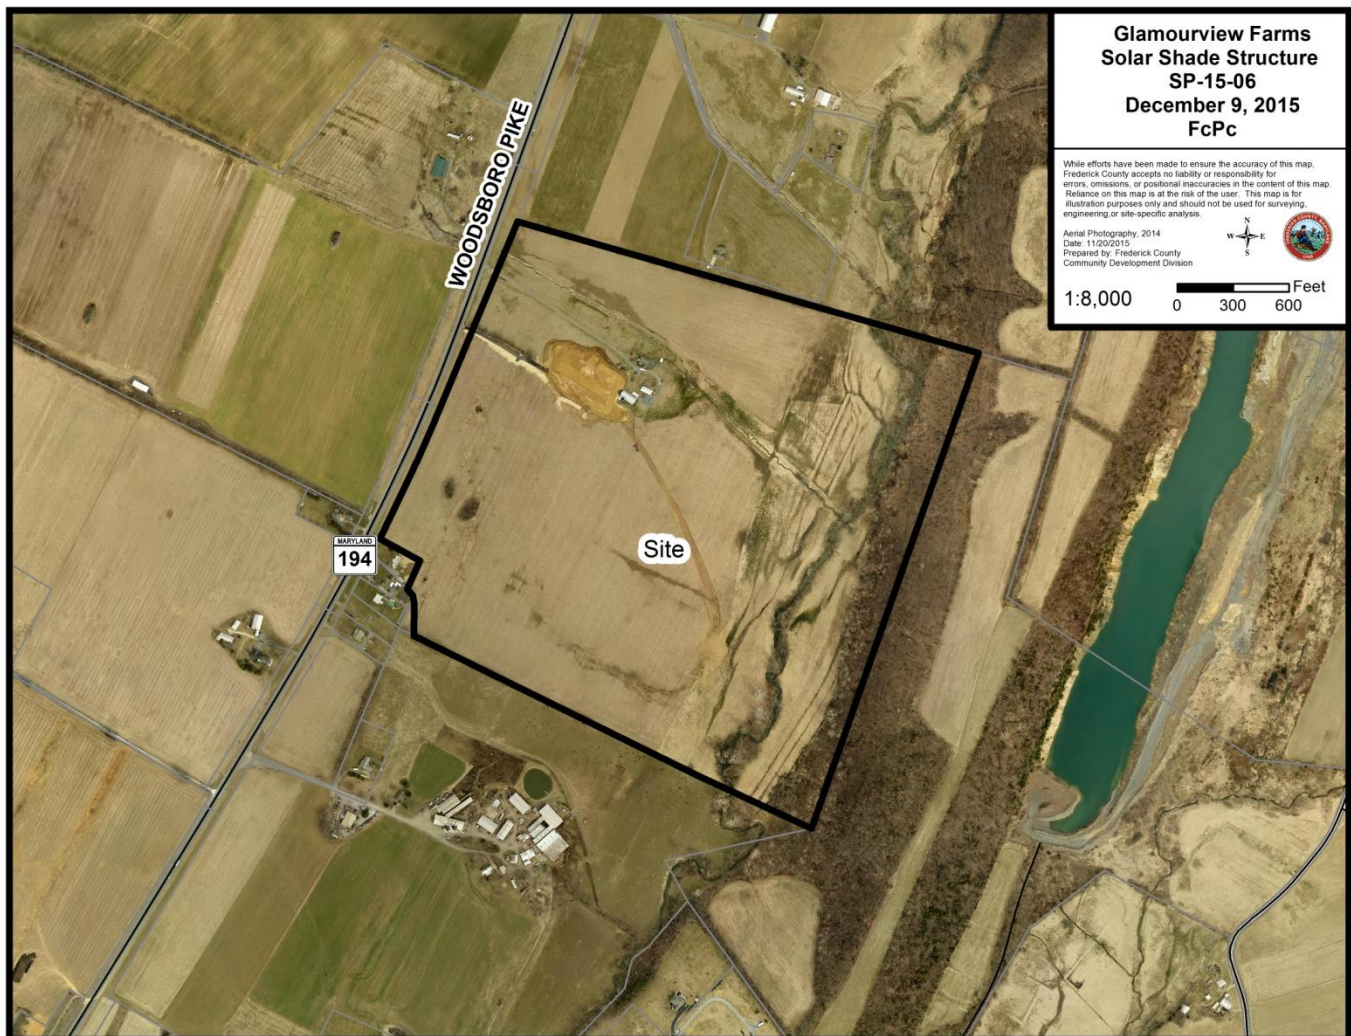 Glamourview Farms
Solar Shade Structure
SP-15-06
December 9, 2015
FcPc
While efforts have been made to ensure the accuracy of this map,
Frederick County accepts no liability or responsibility for
errors, omissions, or positional inaccuracies in the content of this map.
Reliance on this map is at the risk of the user. This map is for
illustration purposes only and should not be used for surveying,
engineering,or site-specific analysis.
Aerial Photography, 2014
Date: 11/20/2015
Prepared by: Frederick County
Community Development Division
N
W E
S
1:8,000
Feet
0 300 600
WOODSBORO PIKE
MARYLAND
194
Site